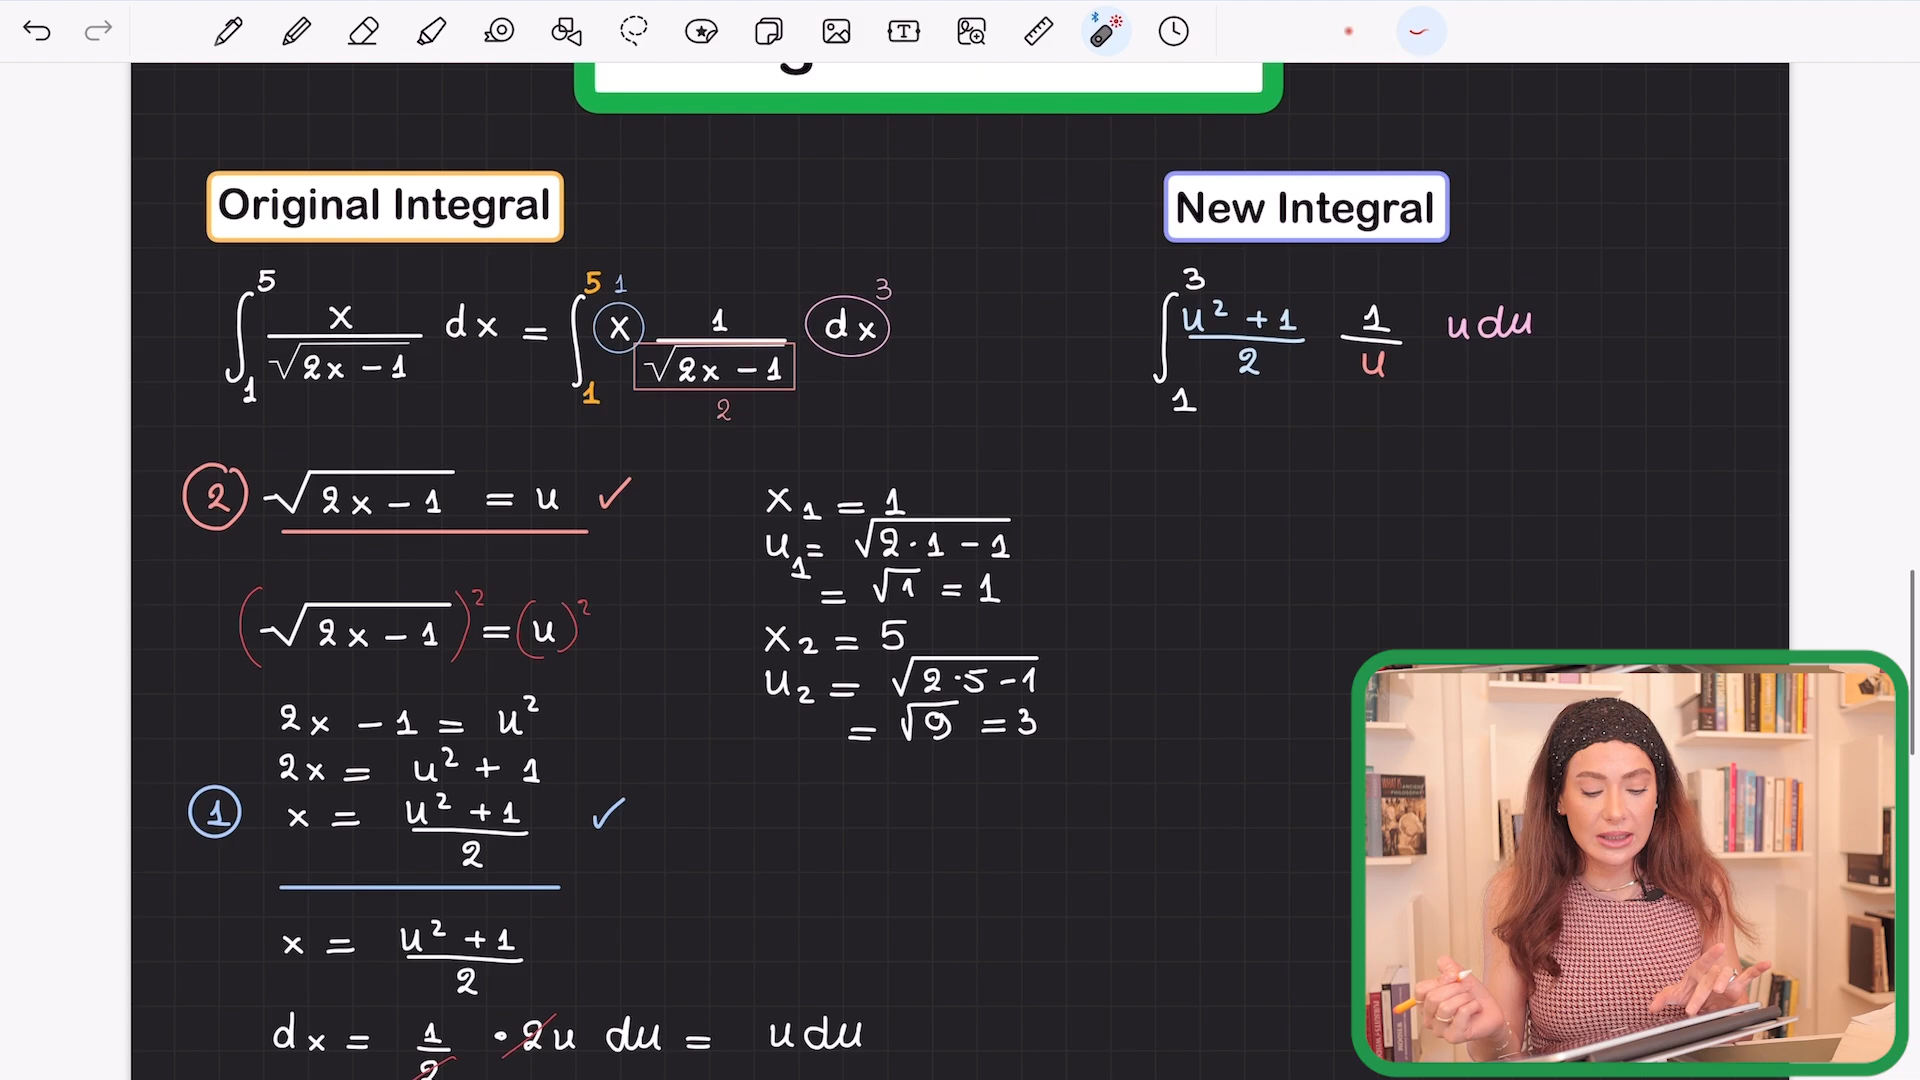 Original Integral
New Integral
∫₁⁵ x/√(2x − 1) dx = ∫₁⁵ x 1/√(2x − 1) dx
1
2
3
∫₁³ (u² + 1)/2 1/u u du
② √(2x − 1) = u ✓
(√(2x − 1))² = (u)²
2x − 1 = u²
2x = u² + 1
① x = (u² + 1)/2 ✓
x = (u² + 1)/2
dx = 1/2 · 2u du = u du
x₁ = 1
u₁ = √(2·1 − 1)
= √1 = 1
x₂ = 5
u₂ = √(2·5 − 1)
= √9 = 3